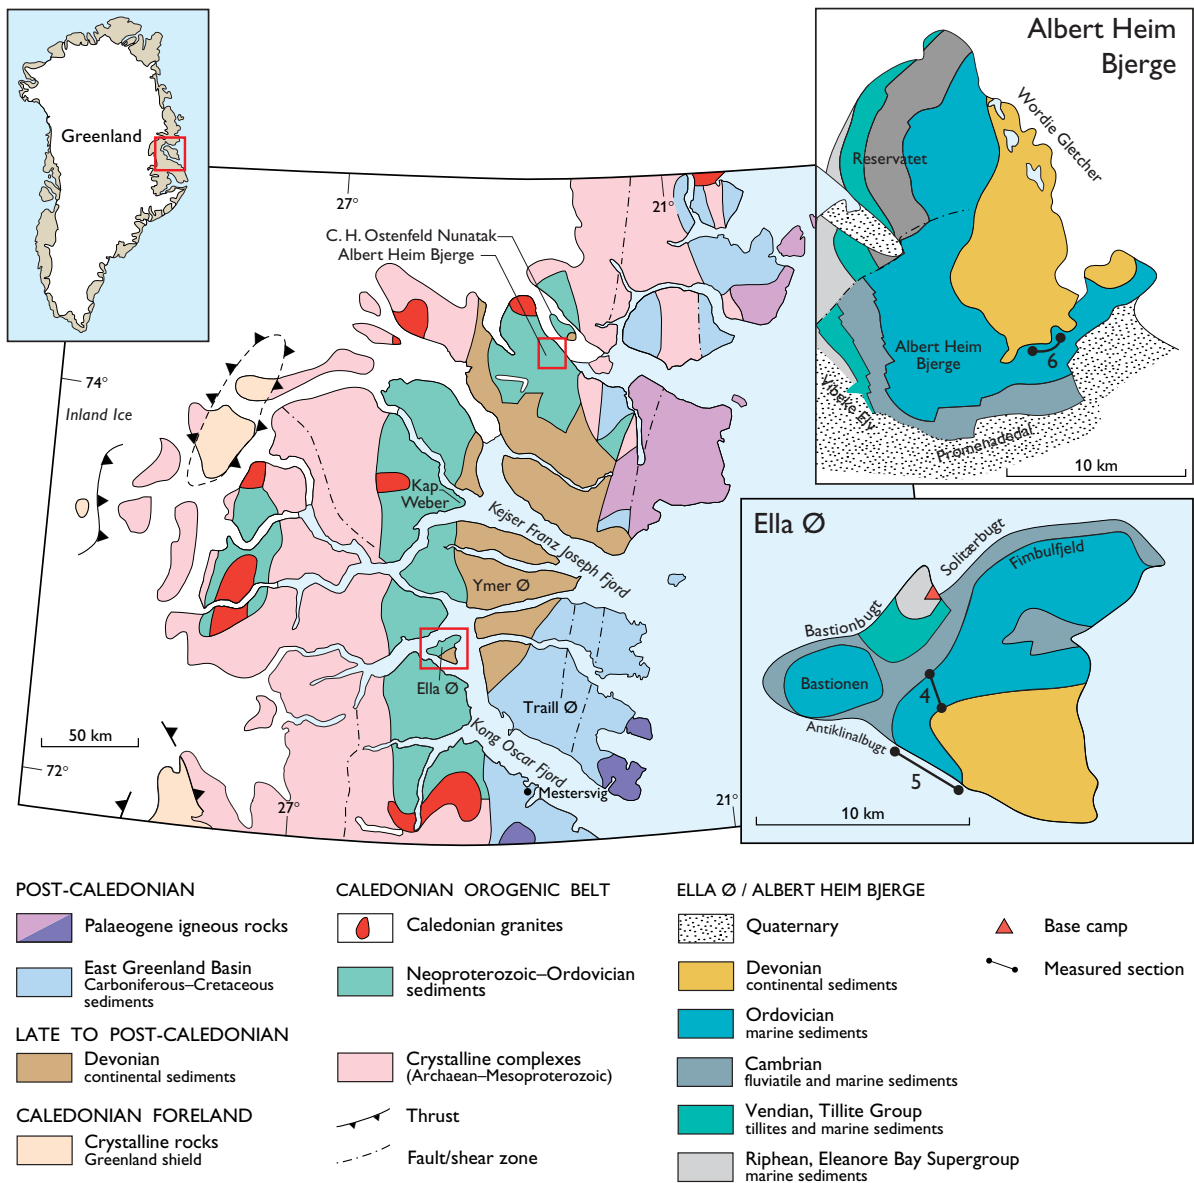 Greenland
27°
21°
C. H. Ostenfeld Nunatak
Albert Heim Bjerge
74°
Inland Ice
Kap
Weber
Kejser Franz Joseph Fjord
Ymer Ø
Ella Ø
Traill Ø
Kong Oscar Fjord
Mestersvig
50 km
72°
27°
21°
Albert Heim
Bjerge
Wordie Gletcher
Reservatet
Albert Heim
Bjerge
6
Vibeke Elv
Promenadedal
10 km
Ella Ø
Solitærbugt
Fimbulfjeld
Bastionbugt
Bastionen
4
Antiklinalbugt
5
10 km
POST-CALEDONIAN
Palaeogene igneous rocks
East Greenland Basin
Carboniferous–Cretaceous
sediments
LATE TO POST-CALEDONIAN
Devonian
continental sediments
CALEDONIAN FORELAND
Crystalline rocks
Greenland shield
CALEDONIAN OROGENIC BELT
Caledonian granites
Neoproterozoic–Ordovician
sediments
Crystalline complexes
(Archaean–Mesoproterozoic)
Thrust
Fault/shear zone
ELLA Ø / ALBERT HEIM BJERGE
Quaternary
Devonian
continental sediments
Ordovician
marine sediments
Cambrian
fluviatile and marine sediments
Vendian, Tillite Group
tillites and marine sediments
Riphean, Eleanore Bay Supergroup
marine sediments
Base camp
Measured section